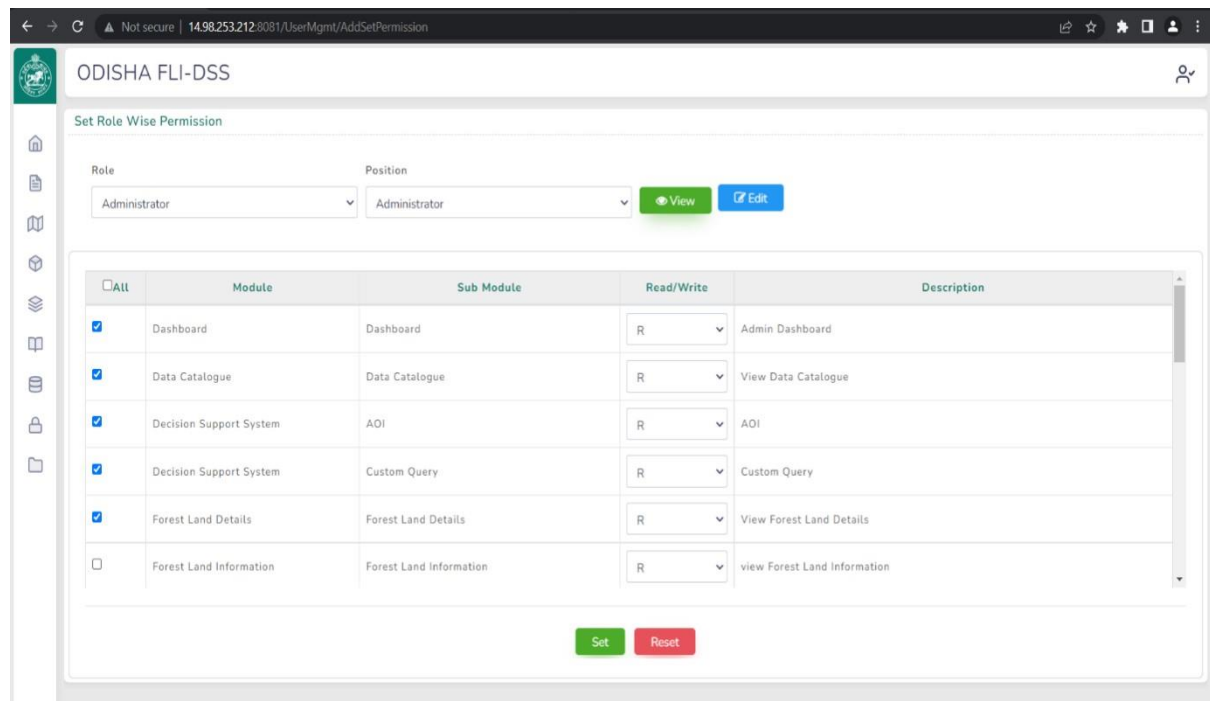 Not secure | 14.98.253.212:8081/UserMgmt/AddSetPermission
ODISHA FLI-DSS
Set Role Wise Permission
Role Position
Administrator Administrator View Edit
All Module Sub Module Read/Write Description
Dashboard Dashboard R Admin Dashboard
Data Catalogue Data Catalogue R View Data Catalogue
Decision Support System AOI R AOI
Decision Support System Custom Query R Custom Query
Forest Land Details Forest Land Details R View Forest Land Details
Forest Land Information Forest Land Information R view Forest Land Information
Set Reset